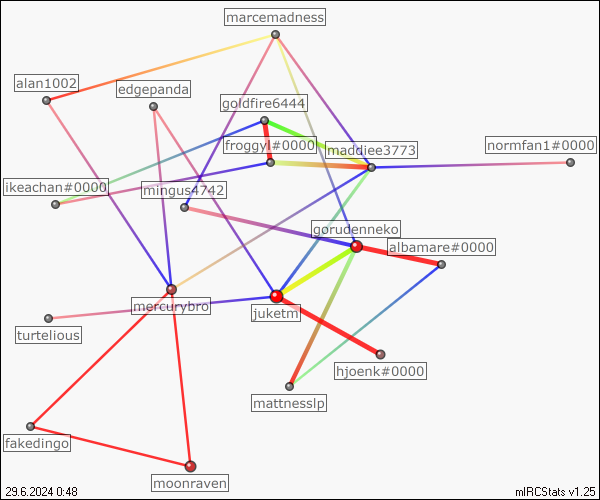 marcemadness
alan1002
edgepanda
goldfire6444
froggyl#0000
maddiee3773
normfan1#0000
ikeachan#0000
mingus4742
gørudenneko
albamare#0000
mercurybro
juketm
turtelious
hjoenk#0000
mattnesslp
fakedingo
moonraven
29.6.2024 0:48
mIRCStats v1.25